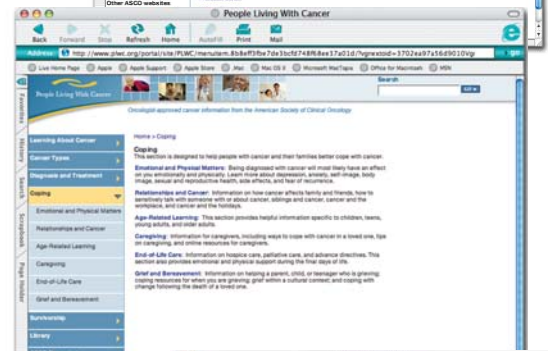 Other ASCO websites
People Living With Cancer
Back Forward Stop Refresh Home AutoFill Print Mail
Address: http://www.plwc.org/portal/site/PLWC/menuitem.
go
Live Home Page Apple Apple Support Apple Store .Mac Mac OS X Microsoft MacTopia Office for Macintosh MSN
Search
People Living With Cancer
GO
Oncologist-approved cancer information from the American Society of Clinical Oncology
Favorites
History
Search
Scrapbook
Page Holder
Learning About Cancer
Cancer Types
Diagnosis and Treatment
Coping
Emotional and Physical Matters
Relationships and Cancer
Age-Related Learning
Caregiving
End-of-Life Care
Grief and Bereavement
Survivorship
Library
Home > Coping
Coping
This section is designed to help people with cancer and their families better cope with cancer.
Emotional and Physical Matters: Being diagnosed with cancer will most likely have an effect
on you emotionally and physically. Learn more about depression, anxiety, self-image, body
image, sexual and reproductive health, side effects, and fear of recurrence.
Relationships and Cancer: Information on how cancer affects family and friends, how to
sensitively talk with someone with or about cancer, siblings and cancer, cancer and the
workplace, and cancer and the holidays.
Age-Related Learning: This section provides helpful information specific to children, teens,
young adults, and older adults.
Caregiving: Information for caregivers, including ways to cope with cancer in a loved one, tips
on caregiving, and online resources for caregivers.
End-of-Life Care: Information on hospice care, palliative care, and advance directives. This
section also provides emotional and physical support during the final days of life.
Grief and Bereavement: Information on helping a parent, child, or teenager who is grieving;
coping resources for when you are grieving; grief within a cultural context; and coping with
change following the death of a loved one.